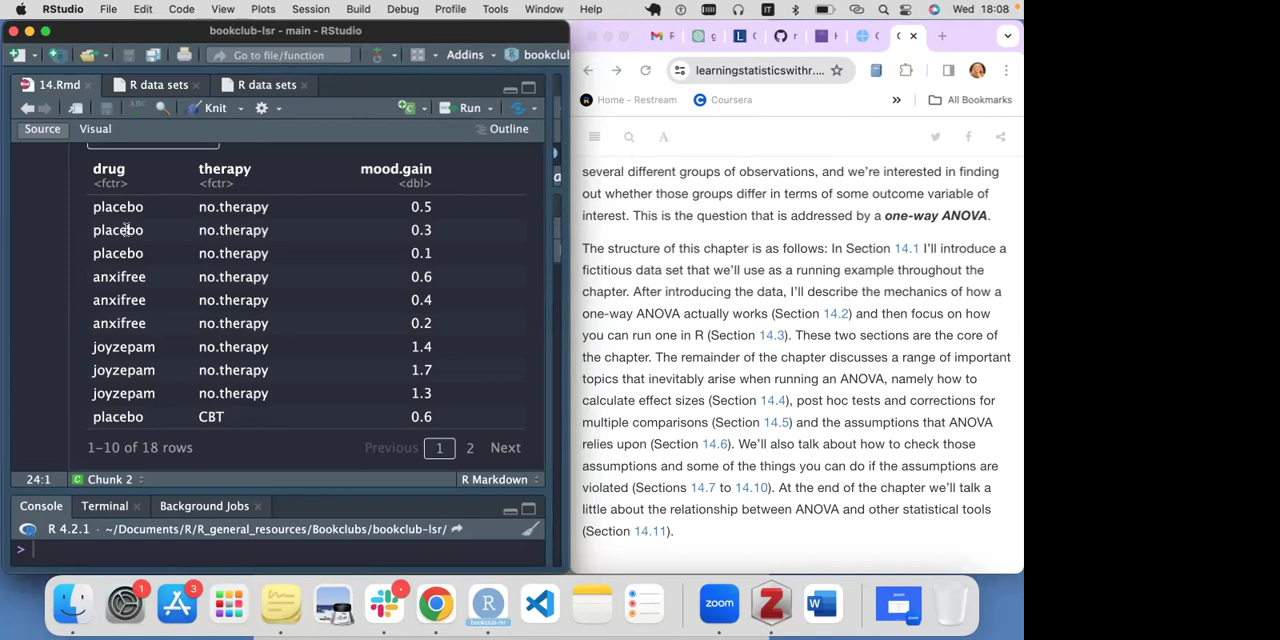 RStudio File Edit Code View Plots Session Build Debug Profile Tools Window Help Wed 18:08
bookclub-lsr - main - RStudio
Go to file/function Addins bookclu
14.Rmd R data sets R data sets
Knit Run
Source Visual Outline
drug therapy mood.gain
<fctr> <fctr> <dbl>
placebo no.therapy 0.5
placebo no.therapy 0.3
placebo no.therapy 0.1
anxifree no.therapy 0.6
anxifree no.therapy 0.4
anxifree no.therapy 0.2
joyzepam no.therapy 1.4
joyzepam no.therapy 1.7
joyzepam no.therapy 1.3
placebo CBT 0.6
1-10 of 18 rows Previous 1 2 Next
24:1 Chunk 2 R Markdown
Console Terminal Background Jobs
R 4.2.1 · ~/Documents/R/R_general_resources/Bookclubs/bookclub-lsr/
>
learningstatisticswithr....
Home - Restream Coursera » All Bookmarks
several different groups of observations, and we're interested in finding
out whether those groups differ in terms of some outcome variable of
interest. This is the question that is addressed by a one-way ANOVA.
The structure of this chapter is as follows: In Section 14.1 I'll introduce a
fictitious data set that we'll use as a running example throughout the
chapter. After introducing the data, I'll describe the mechanics of how a
one-way ANOVA actually works (Section 14.2) and then focus on how
you can run one in R (Section 14.3). These two sections are the core of
the chapter. The remainder of the chapter discusses a range of important
topics that inevitably arise when running an ANOVA, namely how to
calculate effect sizes (Section 14.4), post hoc tests and corrections for
multiple comparisons (Section 14.5) and the assumptions that ANOVA
relies upon (Section 14.6). We'll also talk about how to check those
assumptions and some of the things you can do if the assumptions are
violated (Sections 14.7 to 14.10). At the end of the chapter we'll talk a
little about the relationship between ANOVA and other statistical tools
(Section 14.11).
1 3 R zoom Z W zoom
bookclub-lsr